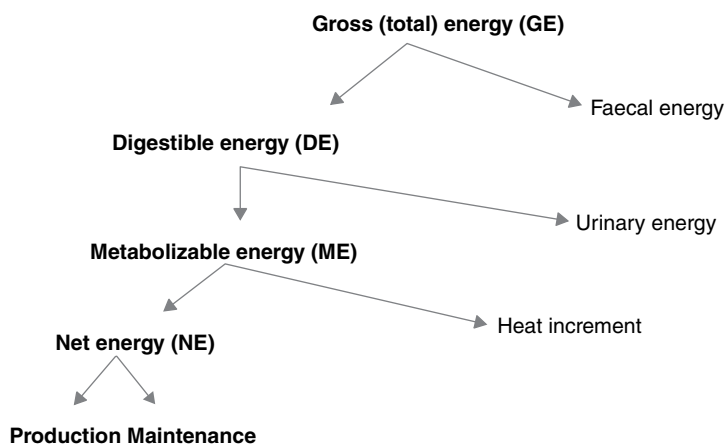 Gross (total) energy (GE)
Faecal energy
Digestible energy (DE)
Urinary energy
Metabolizable energy (ME)
Heat increment
Net energy (NE)
Production Maintenance